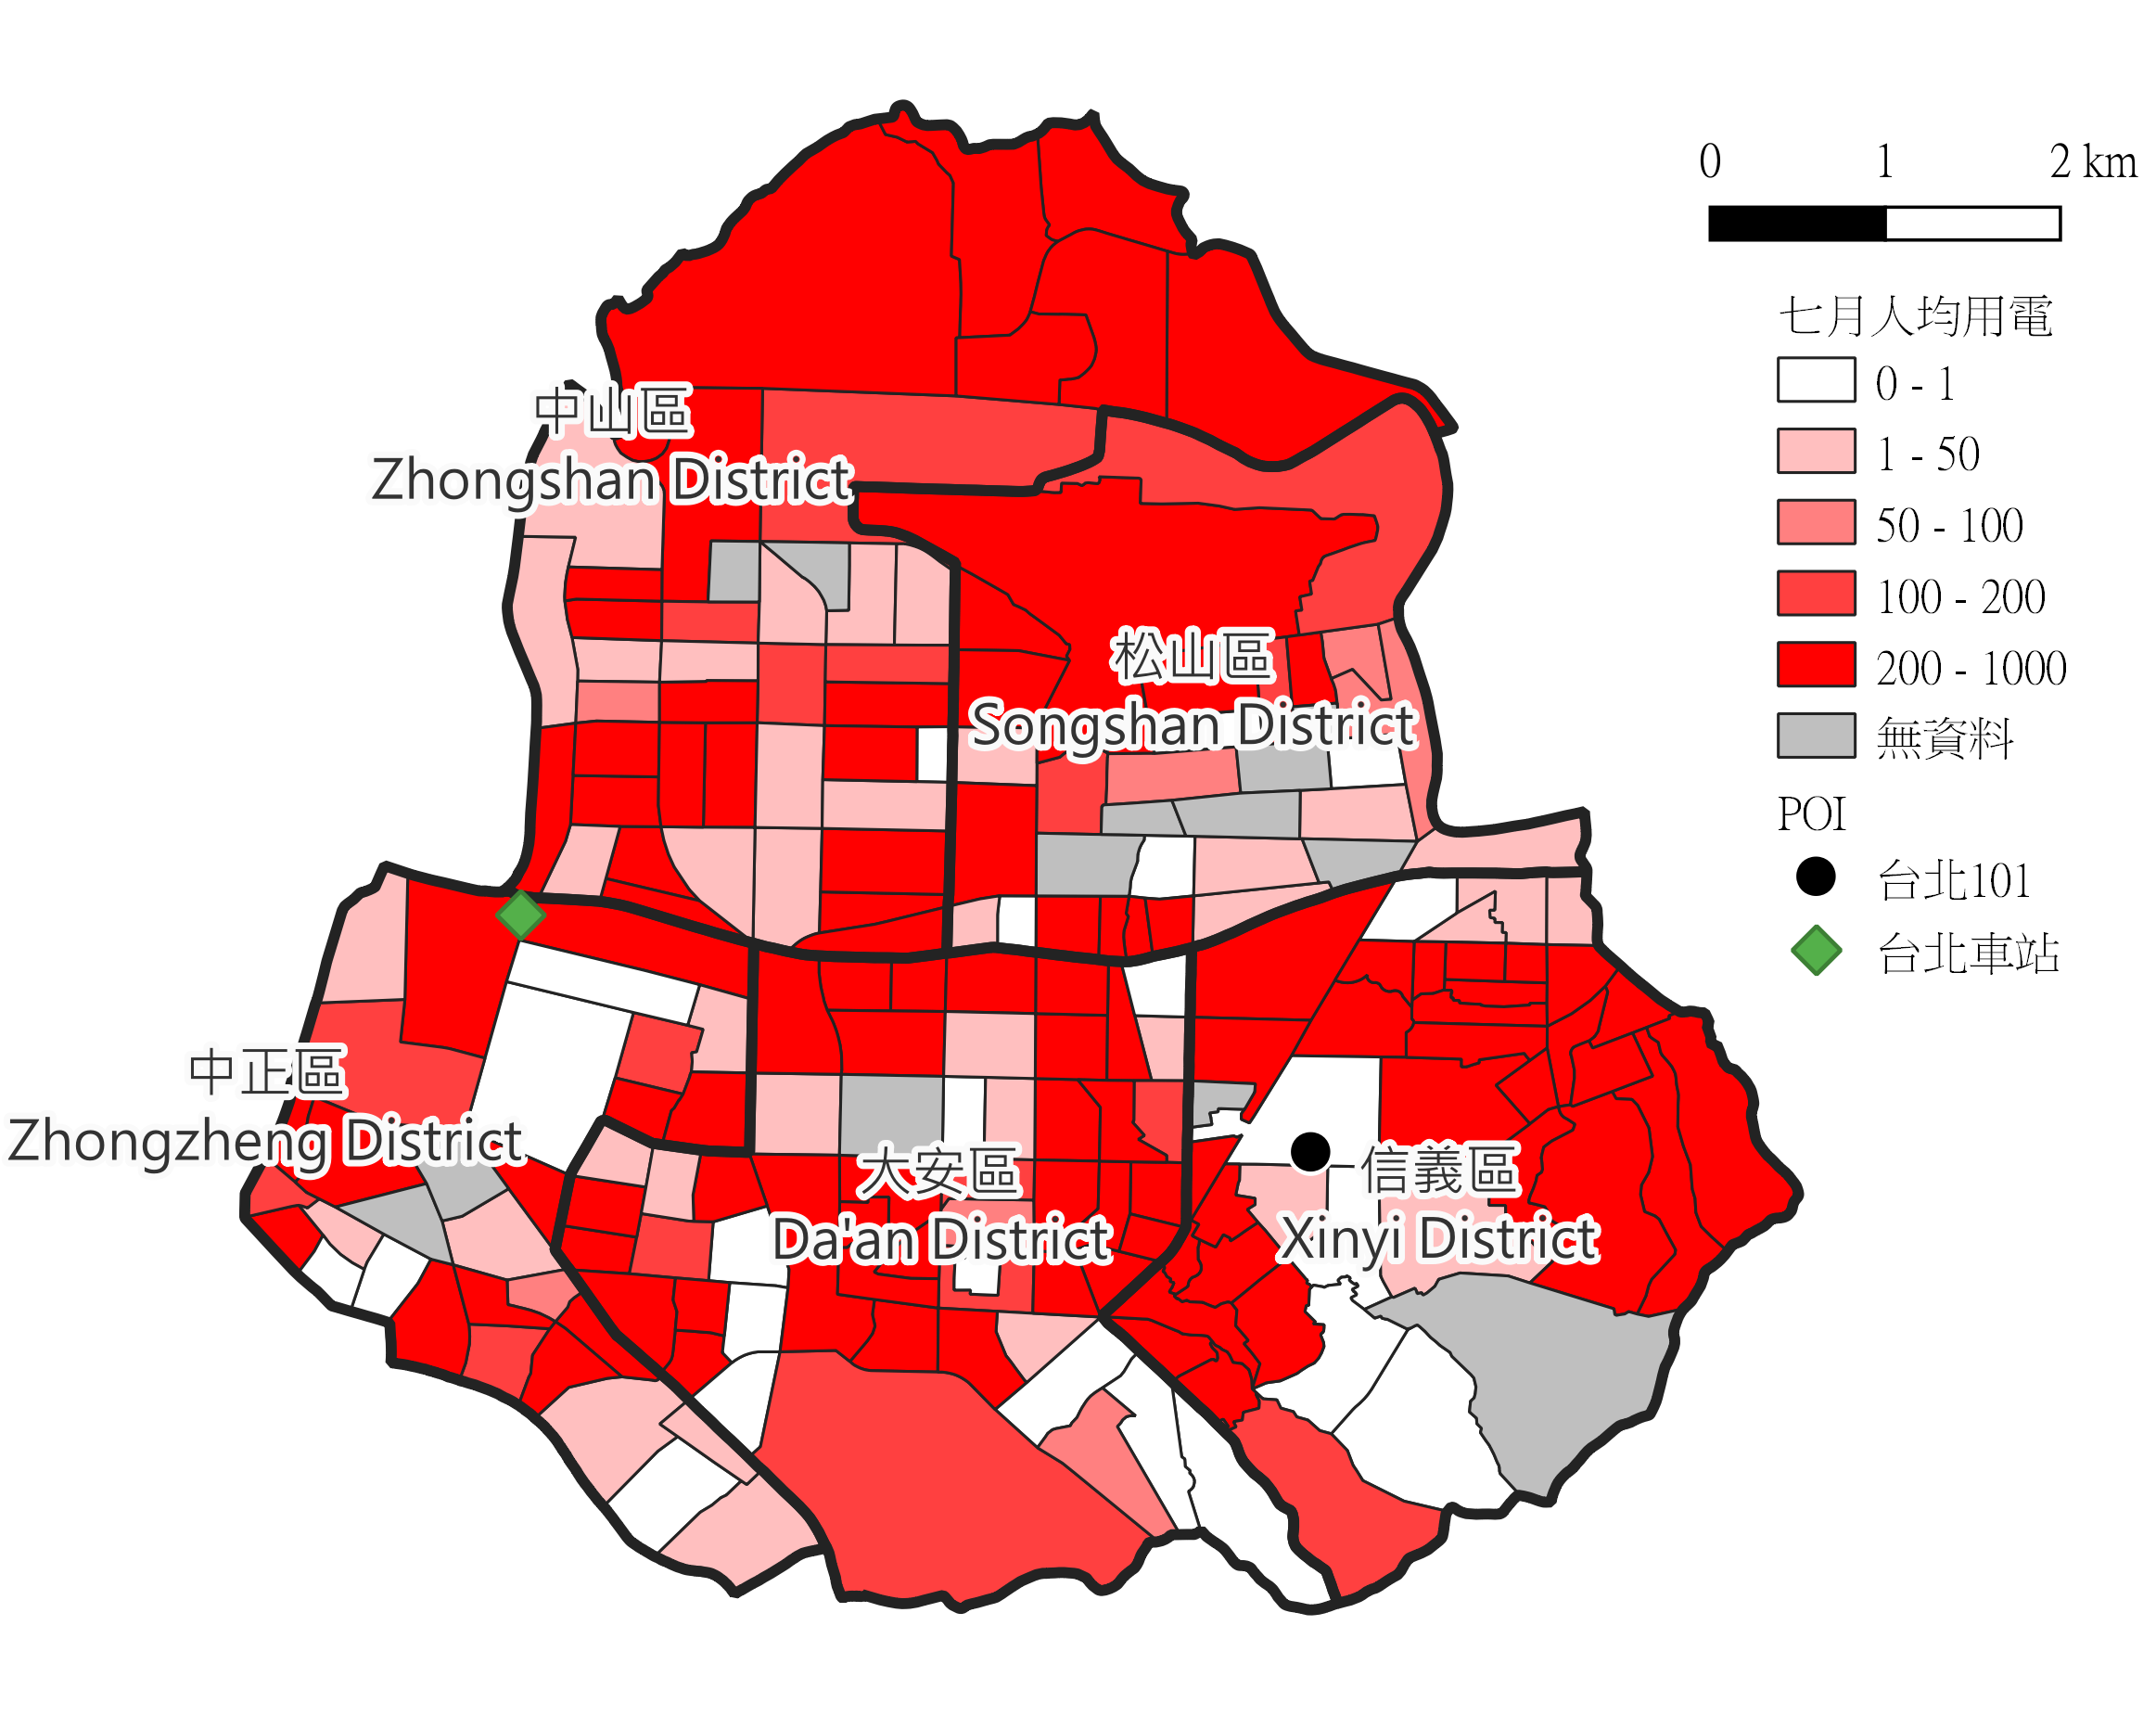 0 1 2 km
七月人均用電
0 - 1
1 - 50
50 - 100
100 - 200
200 - 1000
無資料
POI
台北101
台北車站
中山區
Zhongshan District
松山區
Songshan District
中正區
Zhongzheng District
大安區
Da'an District
信義區
Xinyi District